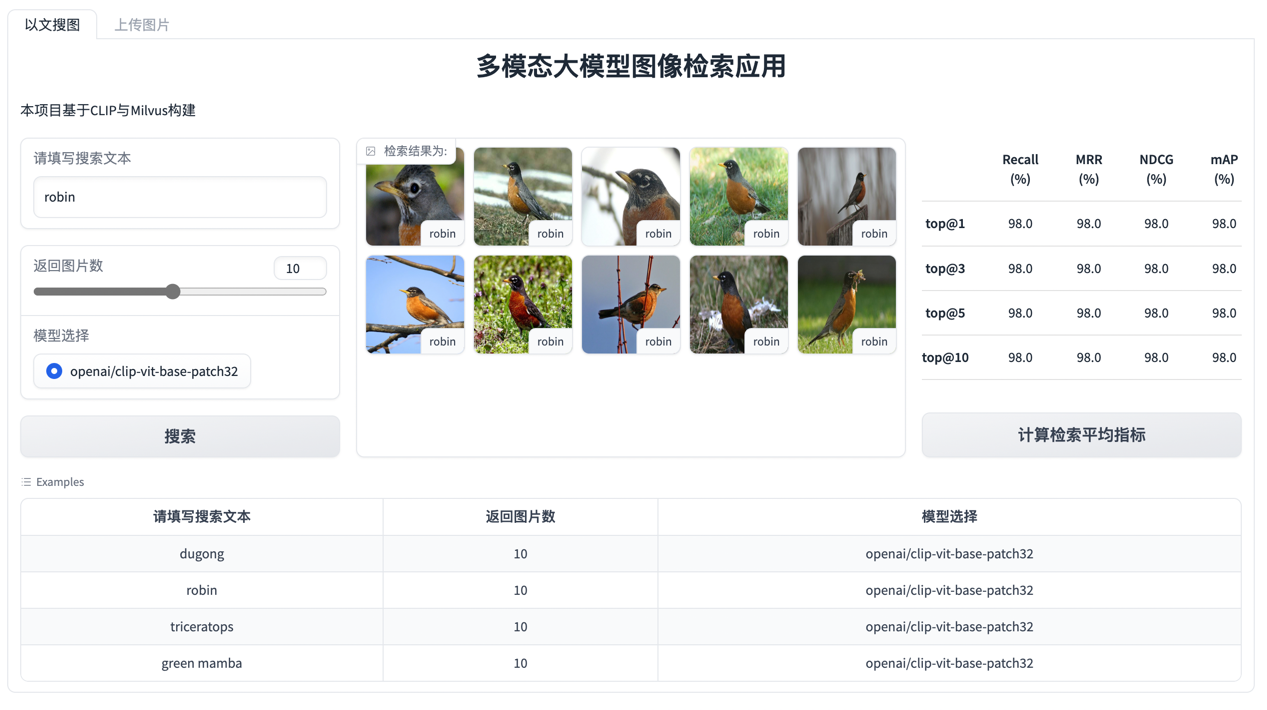 以文搜图
上传图片
多模态大模型图像检索应用
本项目基于CLIP与Milvus构建
请填写搜索文本
robin
返回图片数
10
模型选择
openai/clip-vit-base-patch32
搜索
检索结果为:
robin
robin
robin
robin
robin
robin
robin
robin
robin
robin
Recall (%) MRR (%) NDCG (%) mAP (%)
top@1 98.0 98.0 98.0 98.0
top@3 98.0 98.0 98.0 98.0
top@5 98.0 98.0 98.0 98.0
top@10 98.0 98.0 98.0 98.0
计算检索平均指标
Examples
请填写搜索文本 返回图片数 模型选择
dugong 10 openai/clip-vit-base-patch32
robin 10 openai/clip-vit-base-patch32
triceratops 10 openai/clip-vit-base-patch32
green mamba 10 openai/clip-vit-base-patch32